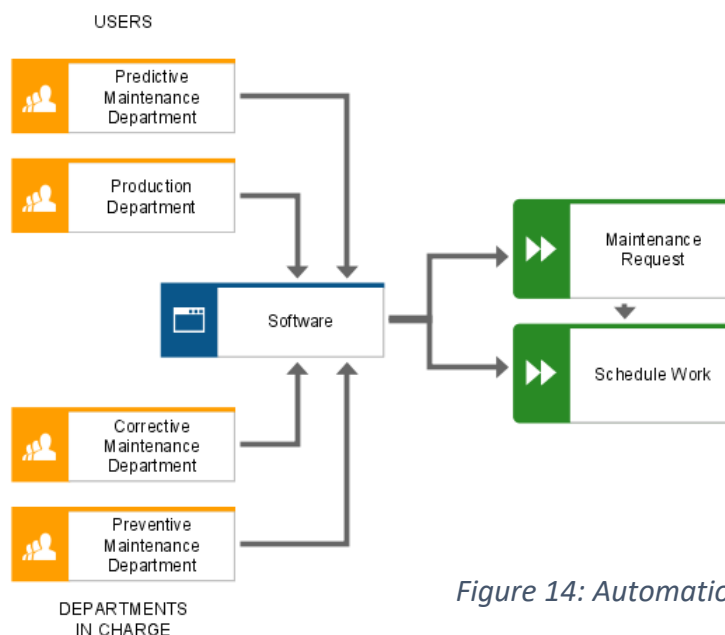 USERS
Predictive
Maintenance
Department
Production
Department
Maintenance
Request
Software
Schedule Work
Corrective
Maintenance
Department
Preventive
Maintenance
Department
Figure 14: Automatic
DEPARTMENTS
IN CHARGE